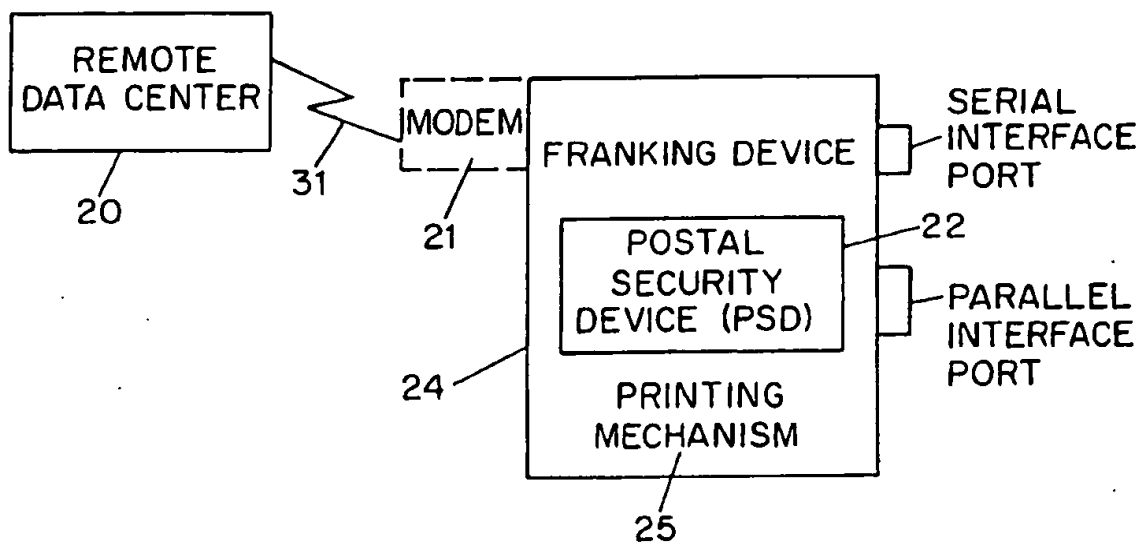 REMOTE
DATA CENTER
20
31
MODEM
21
FRANKING DEVICE
POSTAL
SECURITY
DEVICE (PSD)
22
24
PRINTING
MECHANISM
25
SERIAL
INTERFACE
PORT
PARALLEL
INTERFACE
PORT